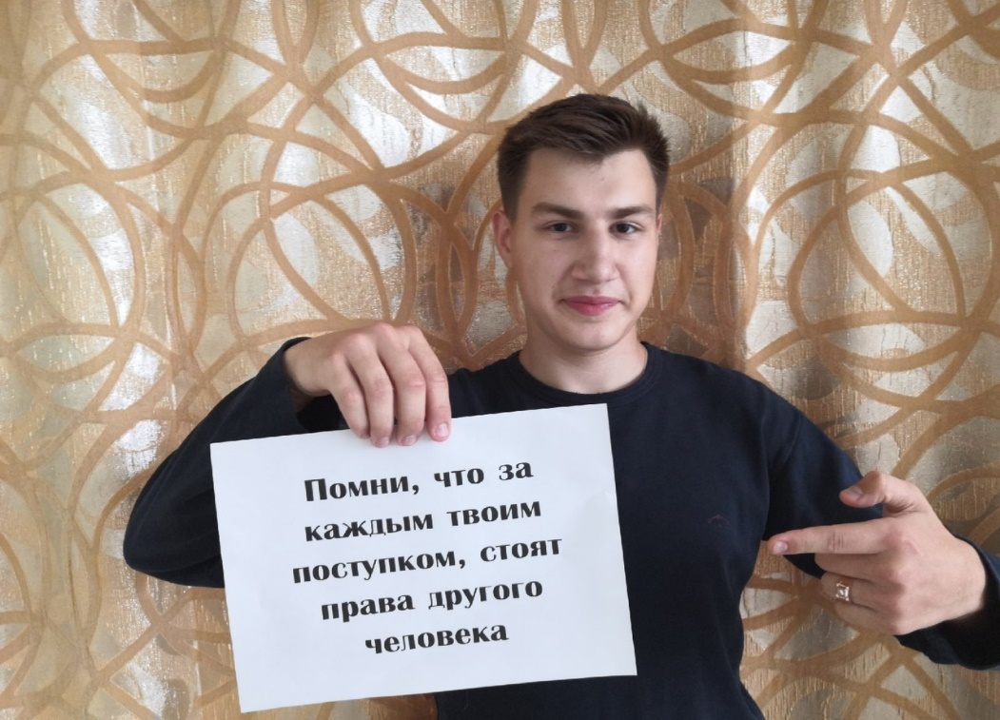 Помни, что за
каждым твоим
поступком, стоят
права другого
человека